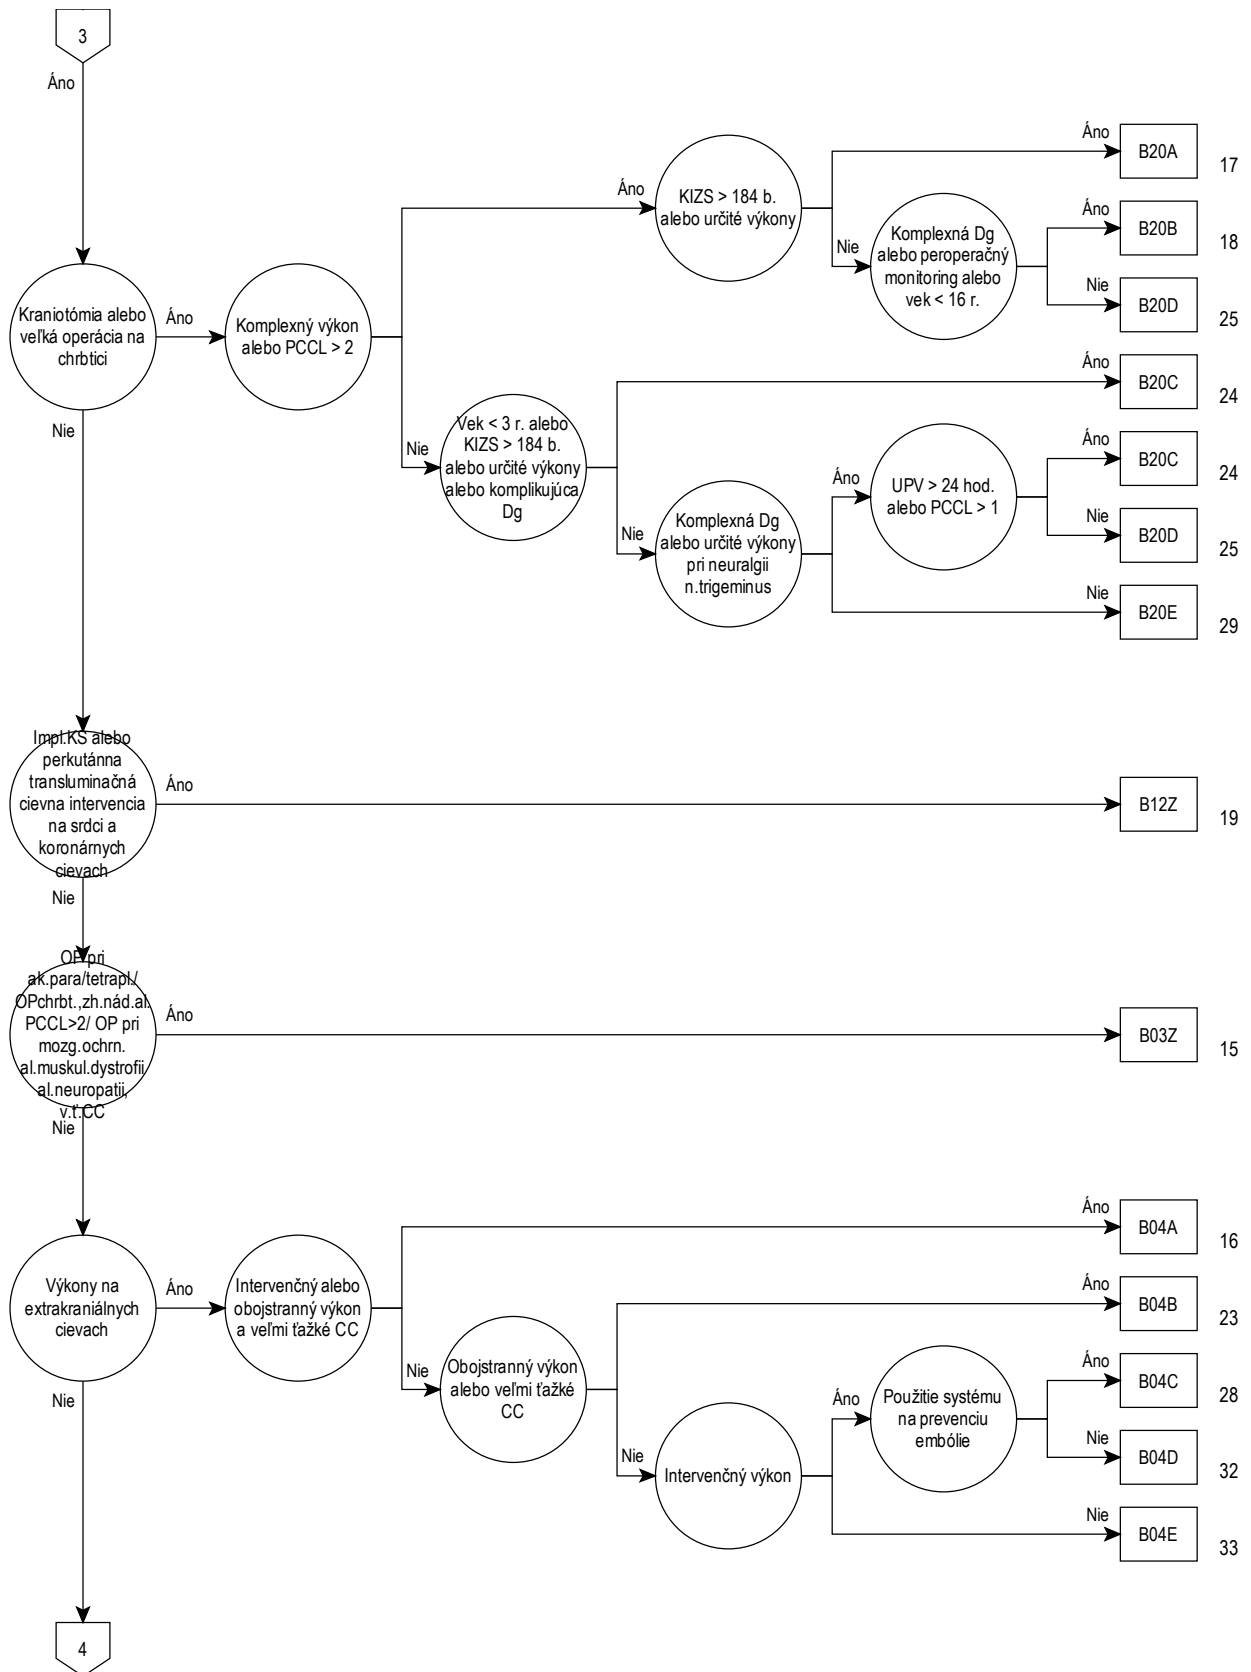 3
Áno
Kraniotómia alebo
veľká operácia na
chrbtici
Áno
Nie
Komplexný výkon
alebo PCCL > 2
Áno
KIZS > 184 b.
alebo určité výkony
Áno
B20A
17
Nie
Komplexná Dg
alebo peroperačný
monitoring alebo
vek < 16 r.
Áno
B20B
18
Nie
B20D
25
Nie
Vek < 3 r. alebo
KIZS > 184 b.
alebo určité výkony
alebo komplikujúca
Dg
Áno
B20C
24
Nie
Komplexná Dg
alebo určité výkony
pri neuralgii
n.trigeminus
Áno
UPV > 24 hod.
alebo PCCL > 1
Áno
B20C
24
Nie
B20D
25
Nie
B20E
29
Impl.KS alebo
perkutánna
transluminačná
cievna intervencia
na srdci a
koronárnych
cievach
Áno
B12Z
19
Nie
OP pri
ak.para/tetrapl./
OPchrbt.,zh.nád.al.
PCCL>2/ OP pri
mozg.ochrn.
al.muskul.dystrofii
al.neuropatii,
v.ť.CC
Áno
B03Z
15
Nie
Výkony na
extrakraniálnych
cievach
Áno
Nie
Intervenčný alebo
obojstranný výkon
a veľmi ťažké CC
Áno
B04A
16
Nie
Obojstranný výkon
alebo veľmi ťažké
CC
Áno
B04B
23
Nie
Intervenčný výkon
Áno
Použitie systému
na prevenciu
embólie
Áno
B04C
28
Nie
B04D
32
Nie
B04E
33
4